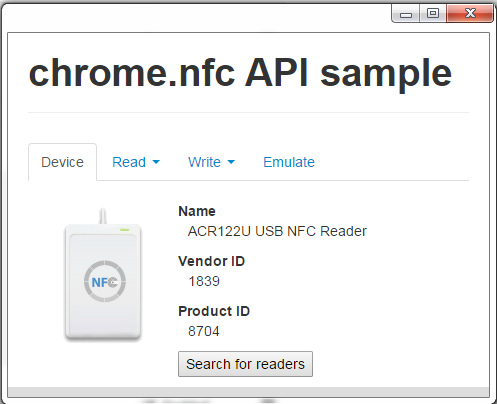 chrome.nfc API sample
Device Read Write Emulate
NFC
Name
ACR122U USB NFC Reader
Vendor ID
1839
Product ID
8704
Search for readers